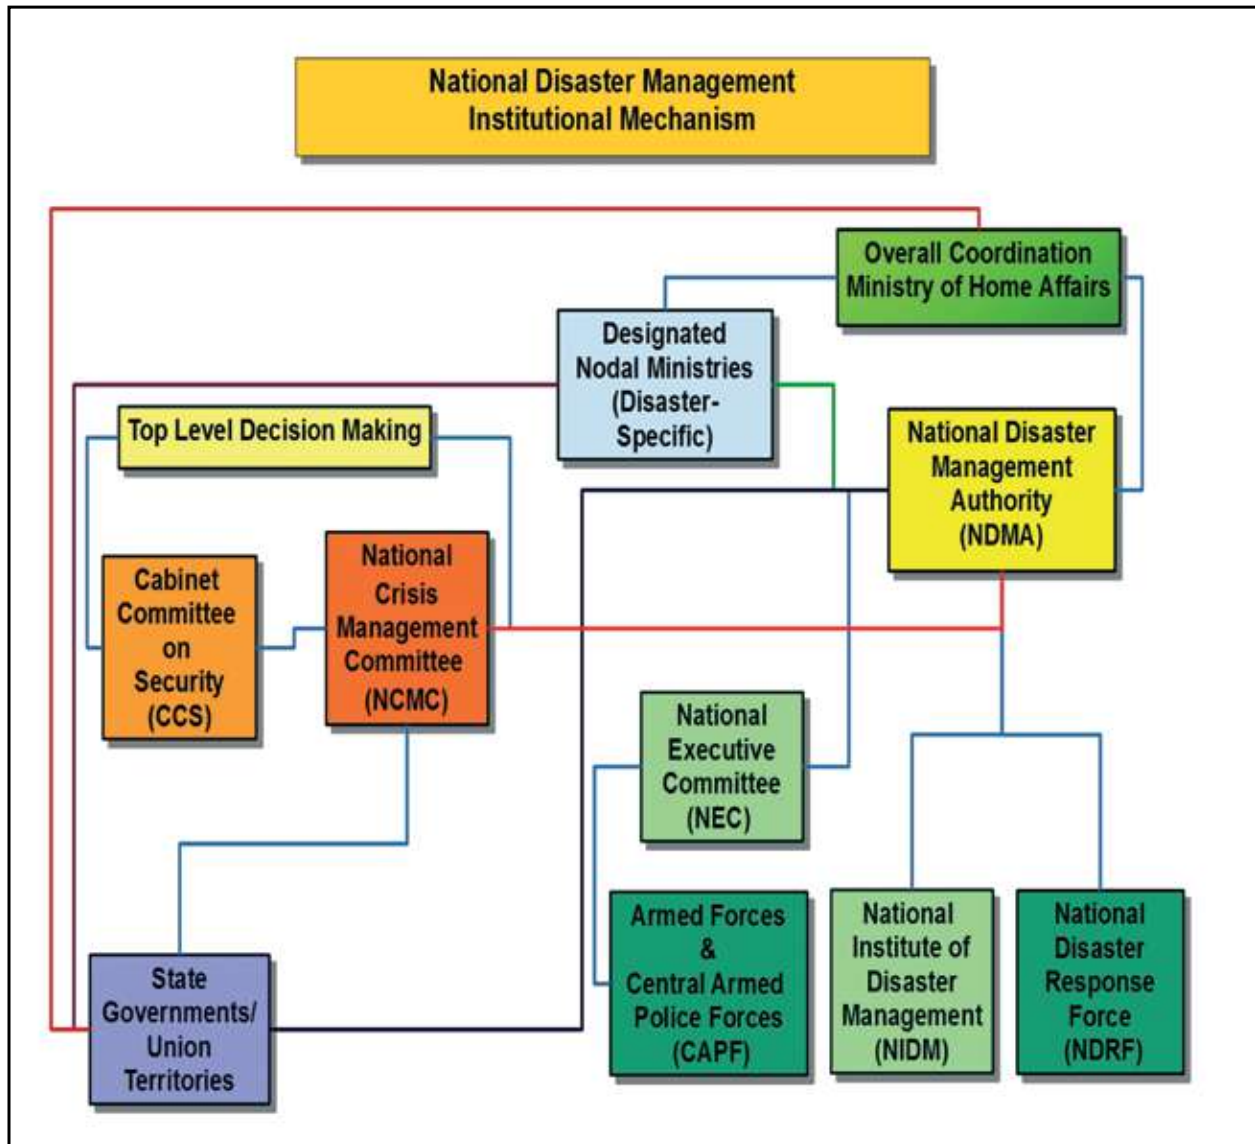 National Disaster Management
Institutional Mechanism
Overall Coordination
Ministry of Home Affairs
Designated
Nodal Ministries
(Disaster-
Specific)
Top Level Decision Making
National Disaster
Management
Authority
(NDMA)
Cabinet
Committee
on
Security
(CCS)
National
Crisis
Management
Committee
(NCMC)
National
Executive
Committee
(NEC)
State
Governments/
Union
Territories
Armed Forces
&
Central Armed
Police Forces
(CAPF)
National
Institute of
Disaster
Management
(NIDM)
National
Disaster
Response
Force
(NDRF)